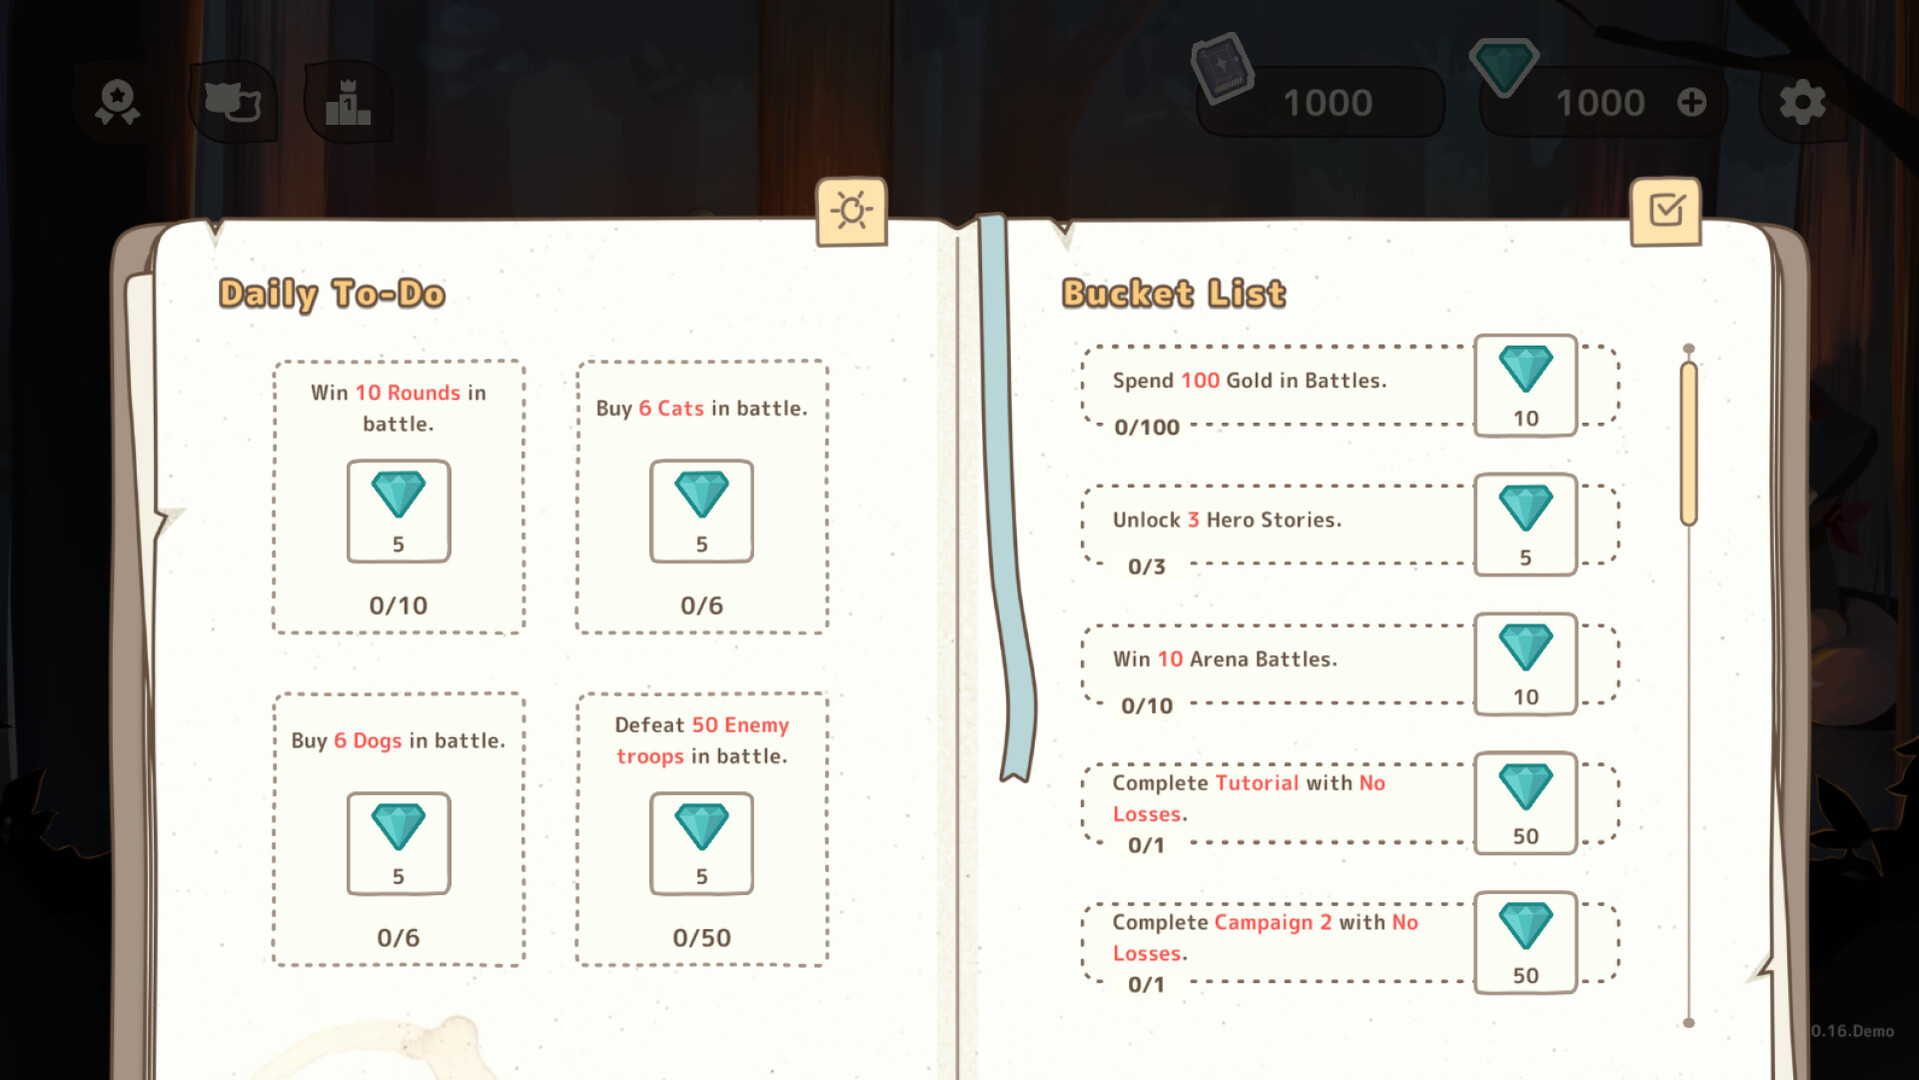 1
1000
1000
Daily To-Do
Win 10 Rounds in
battle.
5
0/10
Buy 6 Cats in battle.
5
0/6
Buy 6 Dogs in battle.
5
0/6
Defeat 50 Enemy
troops in battle.
5
0/50
Bucket List
Spend 100 Gold in Battles.
0/100
10
Unlock 3 Hero Stories.
0/3
5
Win 10 Arena Battles.
0/10
10
Complete Tutorial with No
Losses.
0/1
50
Complete Campaign 2 with No
Losses.
0/1
50
0.16.Demo